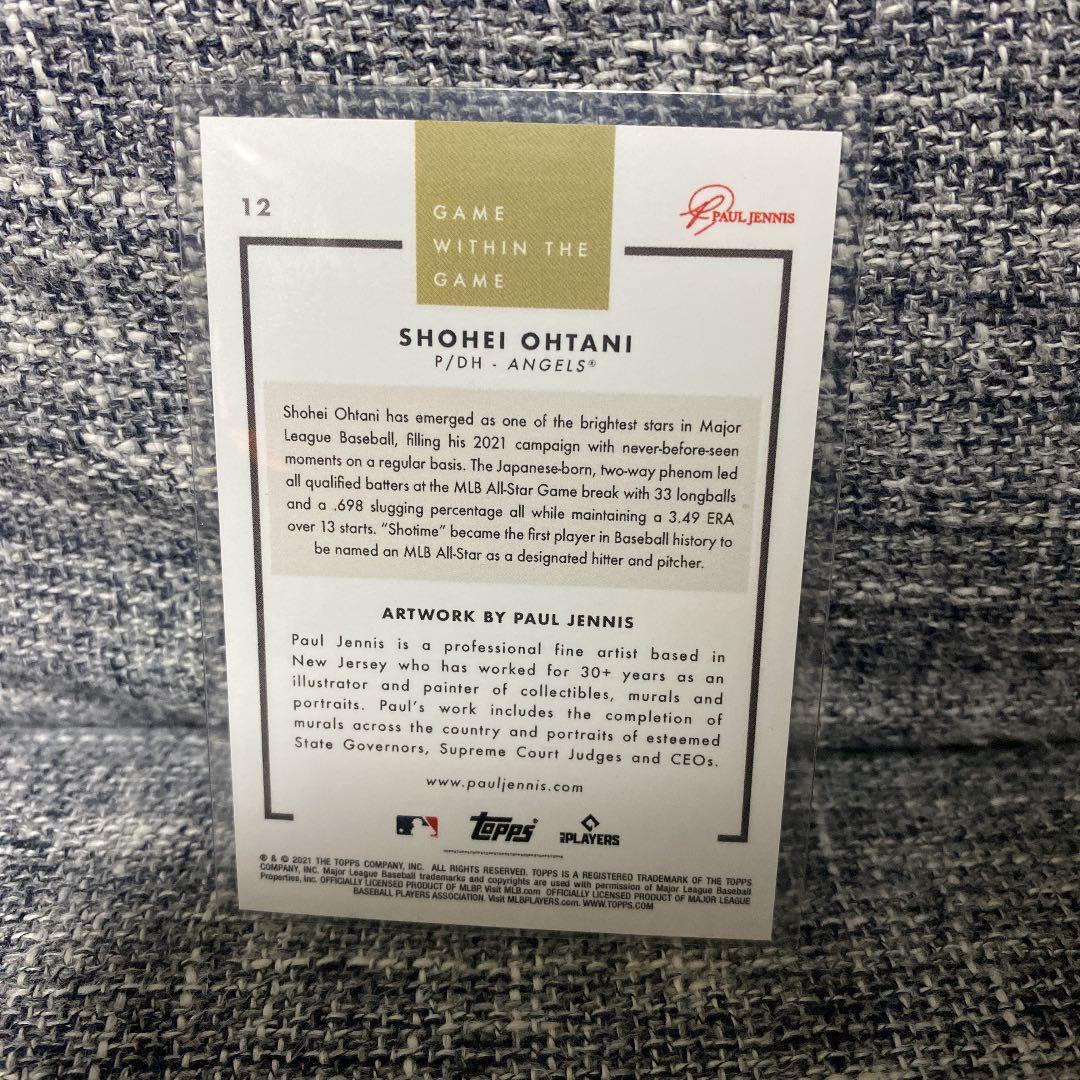 12
GAME
WITHIN THE
GAME
PAUL JENNIS
SHOHEI OHTANI
P/DH - ANGELS®
Shohei Ohtani has emerged as one of the brightest stars in Major
League Baseball, filling his 2021 campaign with never-before-seen
moments on a regular basis. The Japanese-born, two-way phenom led
all qualified batters at the MLB All-Star Game break with 33 longballs
and a .698 slugging percentage all while maintaining a 3.49 ERA
over 13 starts. “Shotime” became the first player in Baseball history to
be named an MLB All-Star as a designated hitter and pitcher.
ARTWORK BY PAUL JENNIS
Paul Jennis is a professional fine artist based in
New Jersey who has worked for 30+ years as an
illustrator and painter of collectibles, murals and
portraits. Paul's work includes the completion of
murals across the country and portraits of esteemed
State Governors, Supreme Court Judges and CEOs.
www.pauljennis.com
topps®
PLAYERS
® & © 2021 THE TOPPS COMPANY, INC. ALL RIGHTS RESERVED. TOPPS IS A REGISTERED TRADEMARK OF THE TOPPS
COMPANY, INC. Major League Baseball trademarks and copyrights are used with permission of Major League Baseball
Properties, Inc. OFFICIALLY LICENSED PRODUCT OF MLBP. Visit MLB.com OFFICIALLY LICENSED PRODUCT OF MAJOR LEAGUE
BASEBALL PLAYERS ASSOCIATION. Visit MLBPLAYERS.com. WWW.TOPPS.COM